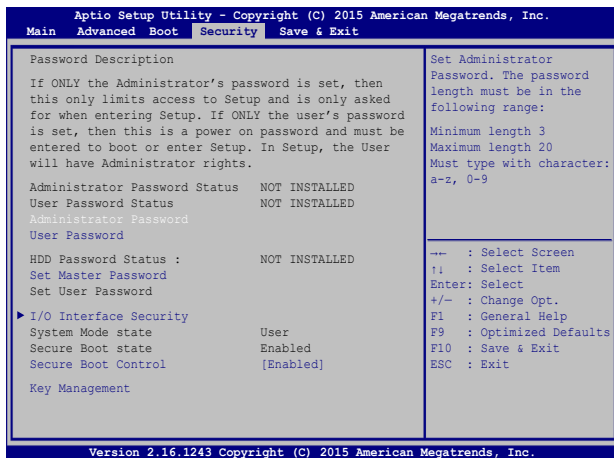 Aptio Setup Utility - Copyright (C) 2015 American Megatrends, Inc.
Main Advanced Boot Security Save & Exit
Password Description
If ONLY the Administrator's password is set, then
this only limits access to Setup and is only asked
for when entering Setup. If ONLY the user's password
is set, then this is a power on password and must be
entered to boot or enter Setup. In Setup, the User
will have Administrator rights.
Administrator Password Status NOT INSTALLED
User Password Status NOT INSTALLED
Administrator Password
User Password
HDD Password Status : NOT INSTALLED
Set Master Password
Set User Password
I/O Interface Security
System Mode state User
Secure Boot state Enabled
Secure Boot Control [Enabled]
Key Management
Set Administrator
Password. The password
length must be in the
following range:
Minimum length 3
Maximum length 20
Must type with character:
a-z, 0-9
→← : Select Screen
↑↓ : Select Item
Enter: Select
+/— : Change Opt.
F1 : General Help
F9 : Optimized Defaults
F10 : Save & Exit
ESC : Exit
Version 2.16.1243 Copyright (C) 2015 American Megatrends, Inc.